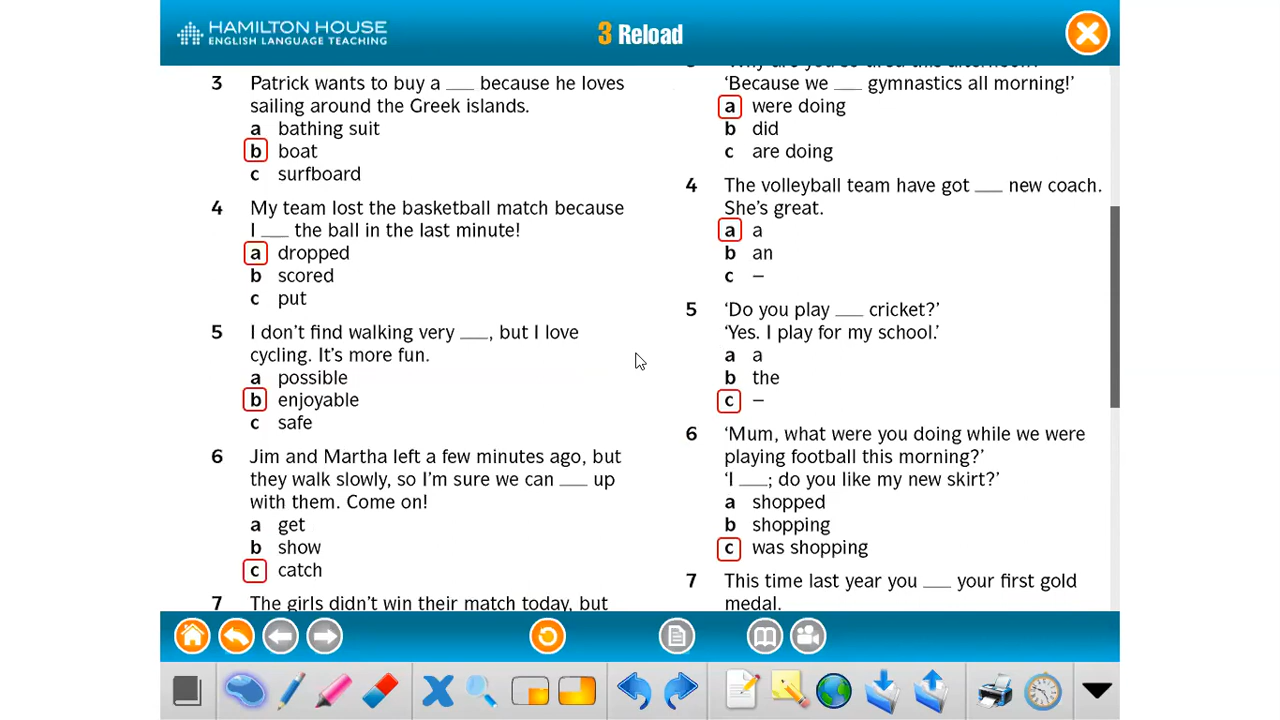 HAMILTON HOUSE
ENGLISH LANGUAGE TEACHING
3 Reload
3 Patrick wants to buy a ___ because he loves
sailing around the Greek islands.
a bathing suit
b boat
c surfboard
4 My team lost the basketball match because
I ___ the ball in the last minute!
a dropped
b scored
c put
5 I don't find walking very ___, but I love
cycling. It's more fun.
a possible
b enjoyable
c safe
6 Jim and Martha left a few minutes ago, but
they walk slowly, so I'm sure we can ___ up
with them. Come on!
a get
b show
c catch
7 The girls didn't win their match today, but
'Because we ___ gymnastics all morning!'
a were doing
b did
c are doing
4 The volleyball team have got ___ new coach.
She's great.
a a
b an
c –
5 'Do you play ___ cricket?'
'Yes. I play for my school.'
a a
b the
c –
6 'Mum, what were you doing while we were
playing football this morning?'
'I ___; do you like my new skirt?'
a shopped
b shopping
c was shopping
7 This time last year you ___ your first gold
medal.